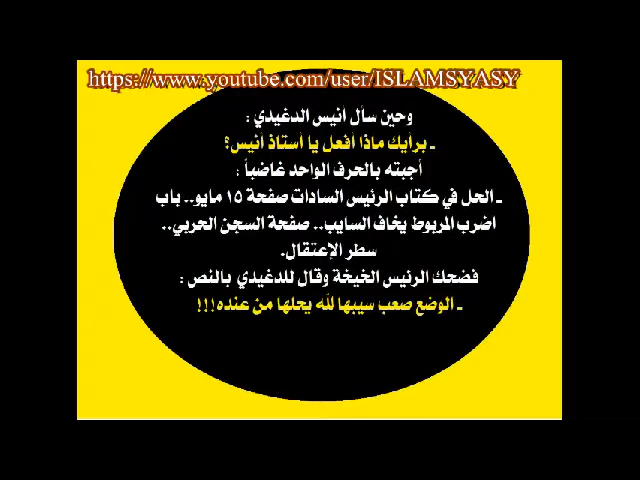 https://www.youtube.com/user/ISLAMSYASY
وحين سأل أنيس الدغيدي :
ـ برأيك ماذا أفعل يا أستاذ أنيس؟
أجبته بالحرف الواحد غاضباً :
ـ الحل في كتاب الرئيس السادات صفحة ١٥ مايو.. باب
اضرب المربوط يخاف السايب.. صفحة السجن الحربي..
سطر الإعتقال.
فضحك الرئيس الخيخة وقال للدغيدي بالنص :
ـ الوضع صعب سيبها لله يحلها من عنده!!!